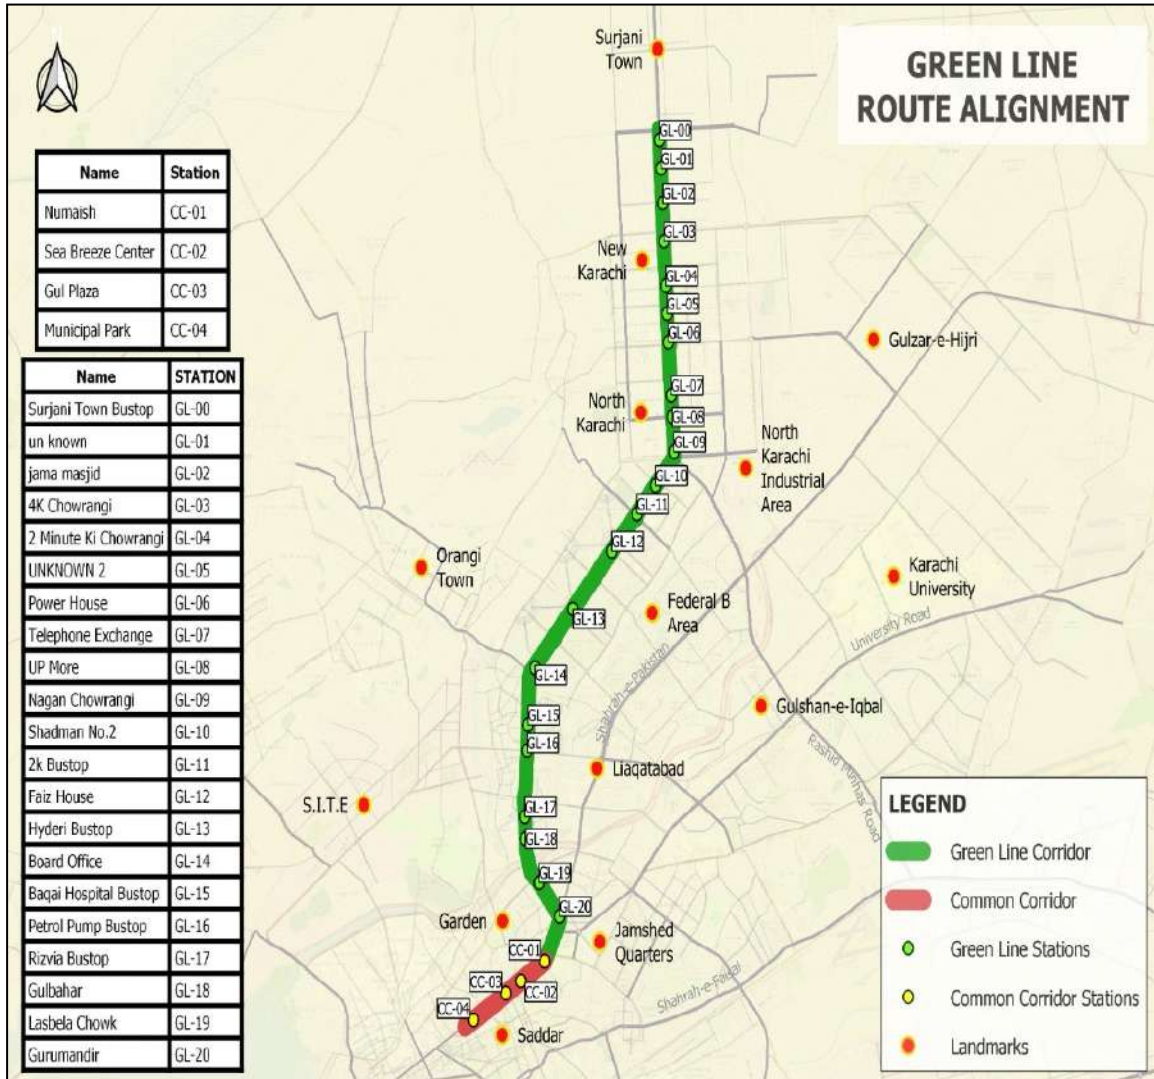 GREEN LINE
ROUTE ALIGNMENT
Surjani
Town
GL-00
GL-01
GL-02
GL-03
New
Karachi
GL-04
GL-05
GL-06
Gulzar-e-Hijri
GL-07
North
Karachi
GL-08
GL-09
North
Karachi
Industrial
Area
GL-10
GL-11
GL-12
Orangi
Town
Karachi
University
Federal B
Area
GL-13
University Road
Shahrah-e-Pakistan
GL-14
Gulshan-e-Iqbal
GL-15
GL-16
Rashid Minhas Road
Liaqatabad
S.I.T.E
GL-17
GL-18
GL-19
Garden
GL-20
Jamshed
Quarters
CC-01
CC-03
CC-02
CC-04
Shahrah-e-Faisal
Saddar
Name Station
Numaish CC-01
Sea Breeze Center CC-02
Gul Plaza CC-03
Municipal Park CC-04
Name STATION
Surjani Town Bustop GL-00
un known GL-01
jama masjid GL-02
4K Chowrangi GL-03
2 Minute Ki Chowrangi GL-04
UNKNOWN 2 GL-05
Power House GL-06
Telephone Exchange GL-07
UP More GL-08
Nagan Chowrangi GL-09
Shadman No.2 GL-10
2k Bustop GL-11
Faiz House GL-12
Hyderi Bustop GL-13
Board Office GL-14
Baqai Hospital Bustop GL-15
Petrol Pump Bustop GL-16
Rizvia Bustop GL-17
Gulbahar GL-18
Lasbela Chowk GL-19
Gurumandir GL-20
LEGEND
Green Line Corridor
Common Corridor
Green Line Stations
Common Corridor Stations
Landmarks